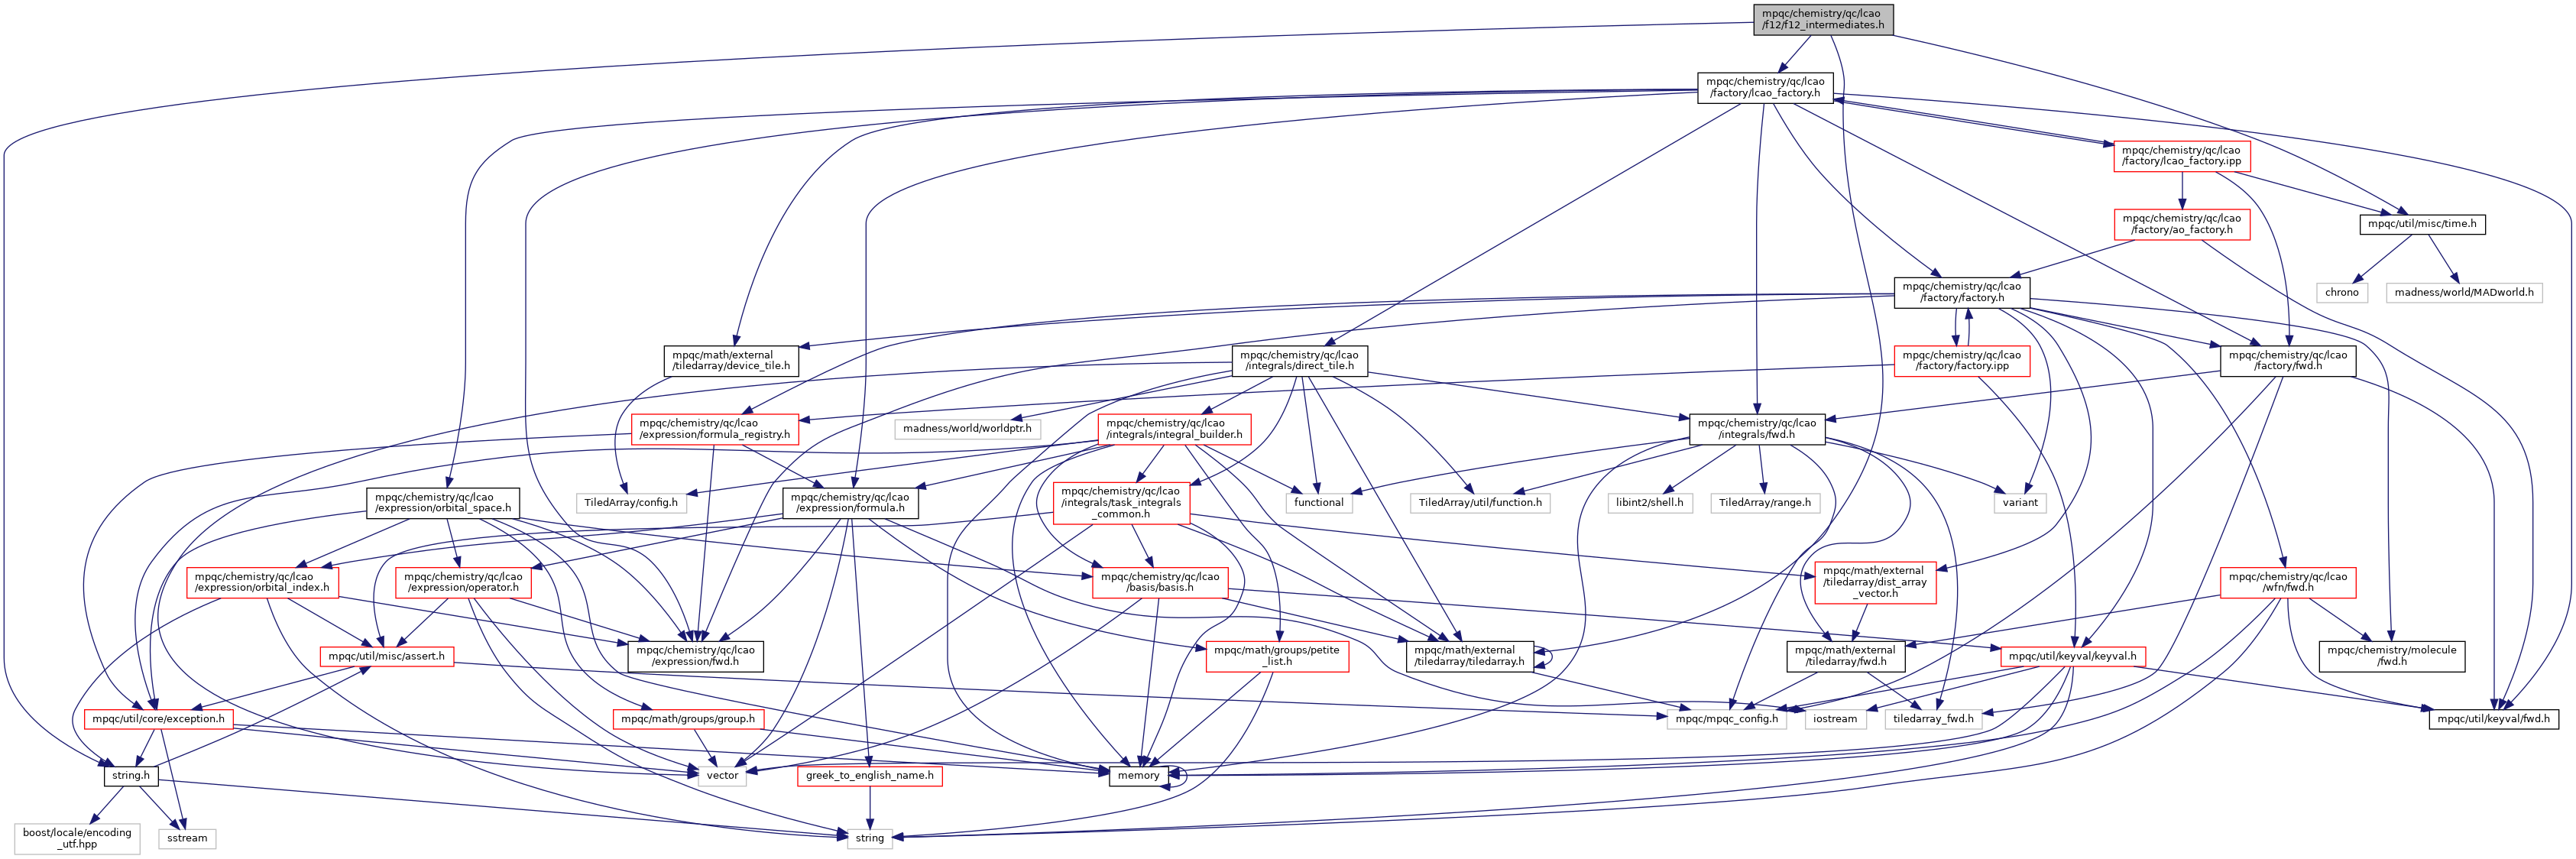 mpqc/chemistry/qc/lcao
/f12/f12_intermediates.h
mpqc/chemistry/qc/lcao
/factory/lcao_factory.h
mpqc/chemistry/qc/lcao
/factory/lcao_factory.ipp
mpqc/chemistry/qc/lcao
/factory/ao_factory.h
mpqc/util/misc/time.h
mpqc/chemistry/qc/lcao
/factory/factory.h
chrono
madness/world/MADworld.h
mpqc/math/external
/tiledarray/device_tile.h
mpqc/chemistry/qc/lcao
/integrals/direct_tile.h
mpqc/chemistry/qc/lcao
/factory/factory.ipp
mpqc/chemistry/qc/lcao
/factory/fwd.h
mpqc/chemistry/qc/lcao
/expression/formula_registry.h
madness/world/worldptr.h
mpqc/chemistry/qc/lcao
/integrals/integral_builder.h
mpqc/chemistry/qc/lcao
/integrals/fwd.h
mpqc/chemistry/qc/lcao
/expression/orbital_space.h
TiledArray/config.h
mpqc/chemistry/qc/lcao
/expression/formula.h
mpqc/chemistry/qc/lcao
/integrals/task_integrals
_common.h
functional
TiledArray/util/function.h
libint2/shell.h
TiledArray/range.h
variant
mpqc/chemistry/qc/lcao
/expression/orbital_index.h
mpqc/chemistry/qc/lcao
/expression/operator.h
mpqc/chemistry/qc/lcao
/basis/basis.h
mpqc/math/external
/tiledarray/dist_array
_vector.h
mpqc/chemistry/qc/lcao
/wfn/fwd.h
mpqc/util/misc/assert.h
mpqc/chemistry/qc/lcao
/expression/fwd.h
mpqc/math/groups/petite
_list.h
mpqc/math/external
/tiledarray/tiledarray.h
mpqc/math/external
/tiledarray/fwd.h
mpqc/util/keyval/keyval.h
mpqc/chemistry/molecule
/fwd.h
mpqc/util/core/exception.h
mpqc/math/groups/group.h
mpqc/mpqc_config.h
iostream
tiledarray_fwd.h
mpqc/util/keyval/fwd.h
string.h
vector
greek_to_english_name.h
memory
boost/locale/encoding
_utf.hpp
sstream
string